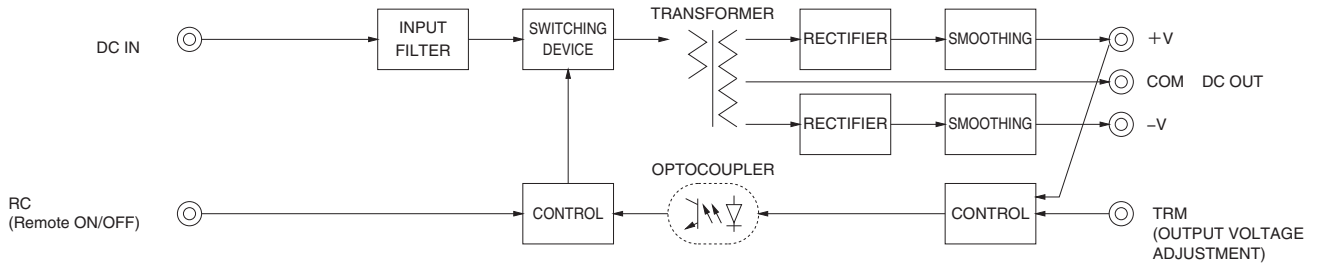 TRANSFORMER
DC IN
INPUT
FILTER
SWITCHING
DEVICE
RECTIFIER
SMOOTHING
+V
COM DC OUT
RECTIFIER
SMOOTHING
−V
OPTOCOUPLER
RC
(Remote ON/OFF)
CONTROL
CONTROL
TRM
(OUTPUT VOLTAGE
ADJUSTMENT)